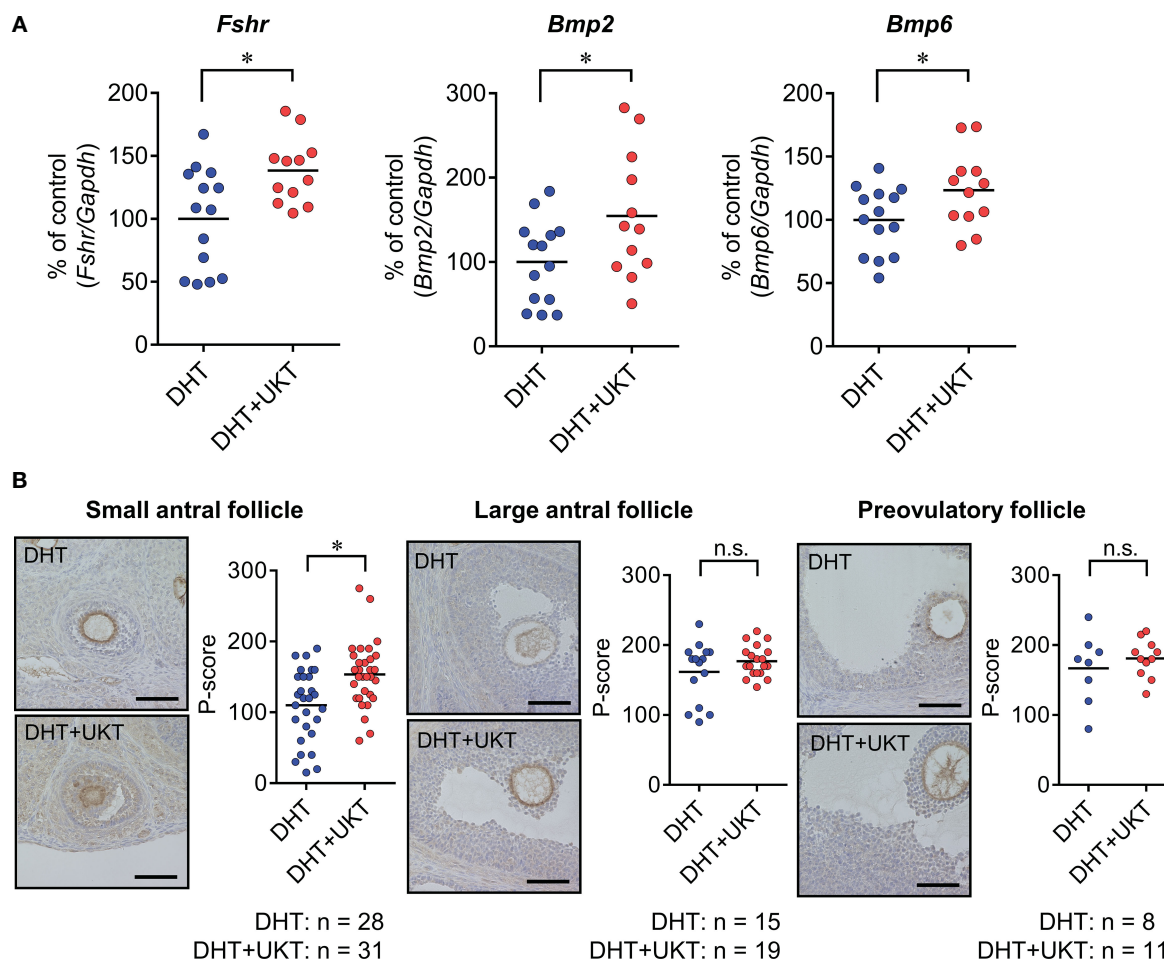 A
Fshr
Bmp2
Bmp6
*
*
*
% of control
(Fshr/Gapdh)
200
150
100
50
0
DHT
DHT+UKT
% of control
(Bmp2/Gapdh)
300
200
100
0
DHT
DHT+UKT
% of control
(Bmp6/Gapdh)
200
150
100
50
0
DHT
DHT+UKT
B
Small antral follicle
DHT
DHT+UKT
*
P-score
300
200
100
0
DHT
DHT+UKT
DHT: n = 28
DHT+UKT: n = 31
Large antral follicle
DHT
DHT+UKT
n.s.
P-score
300
200
100
0
DHT
DHT+UKT
DHT: n = 15
DHT+UKT: n = 19
Preovulatory follicle
DHT
DHT+UKT
n.s.
P-score
300
200
100
0
DHT
DHT+UKT
DHT: n = 8
DHT+UKT: n = 11